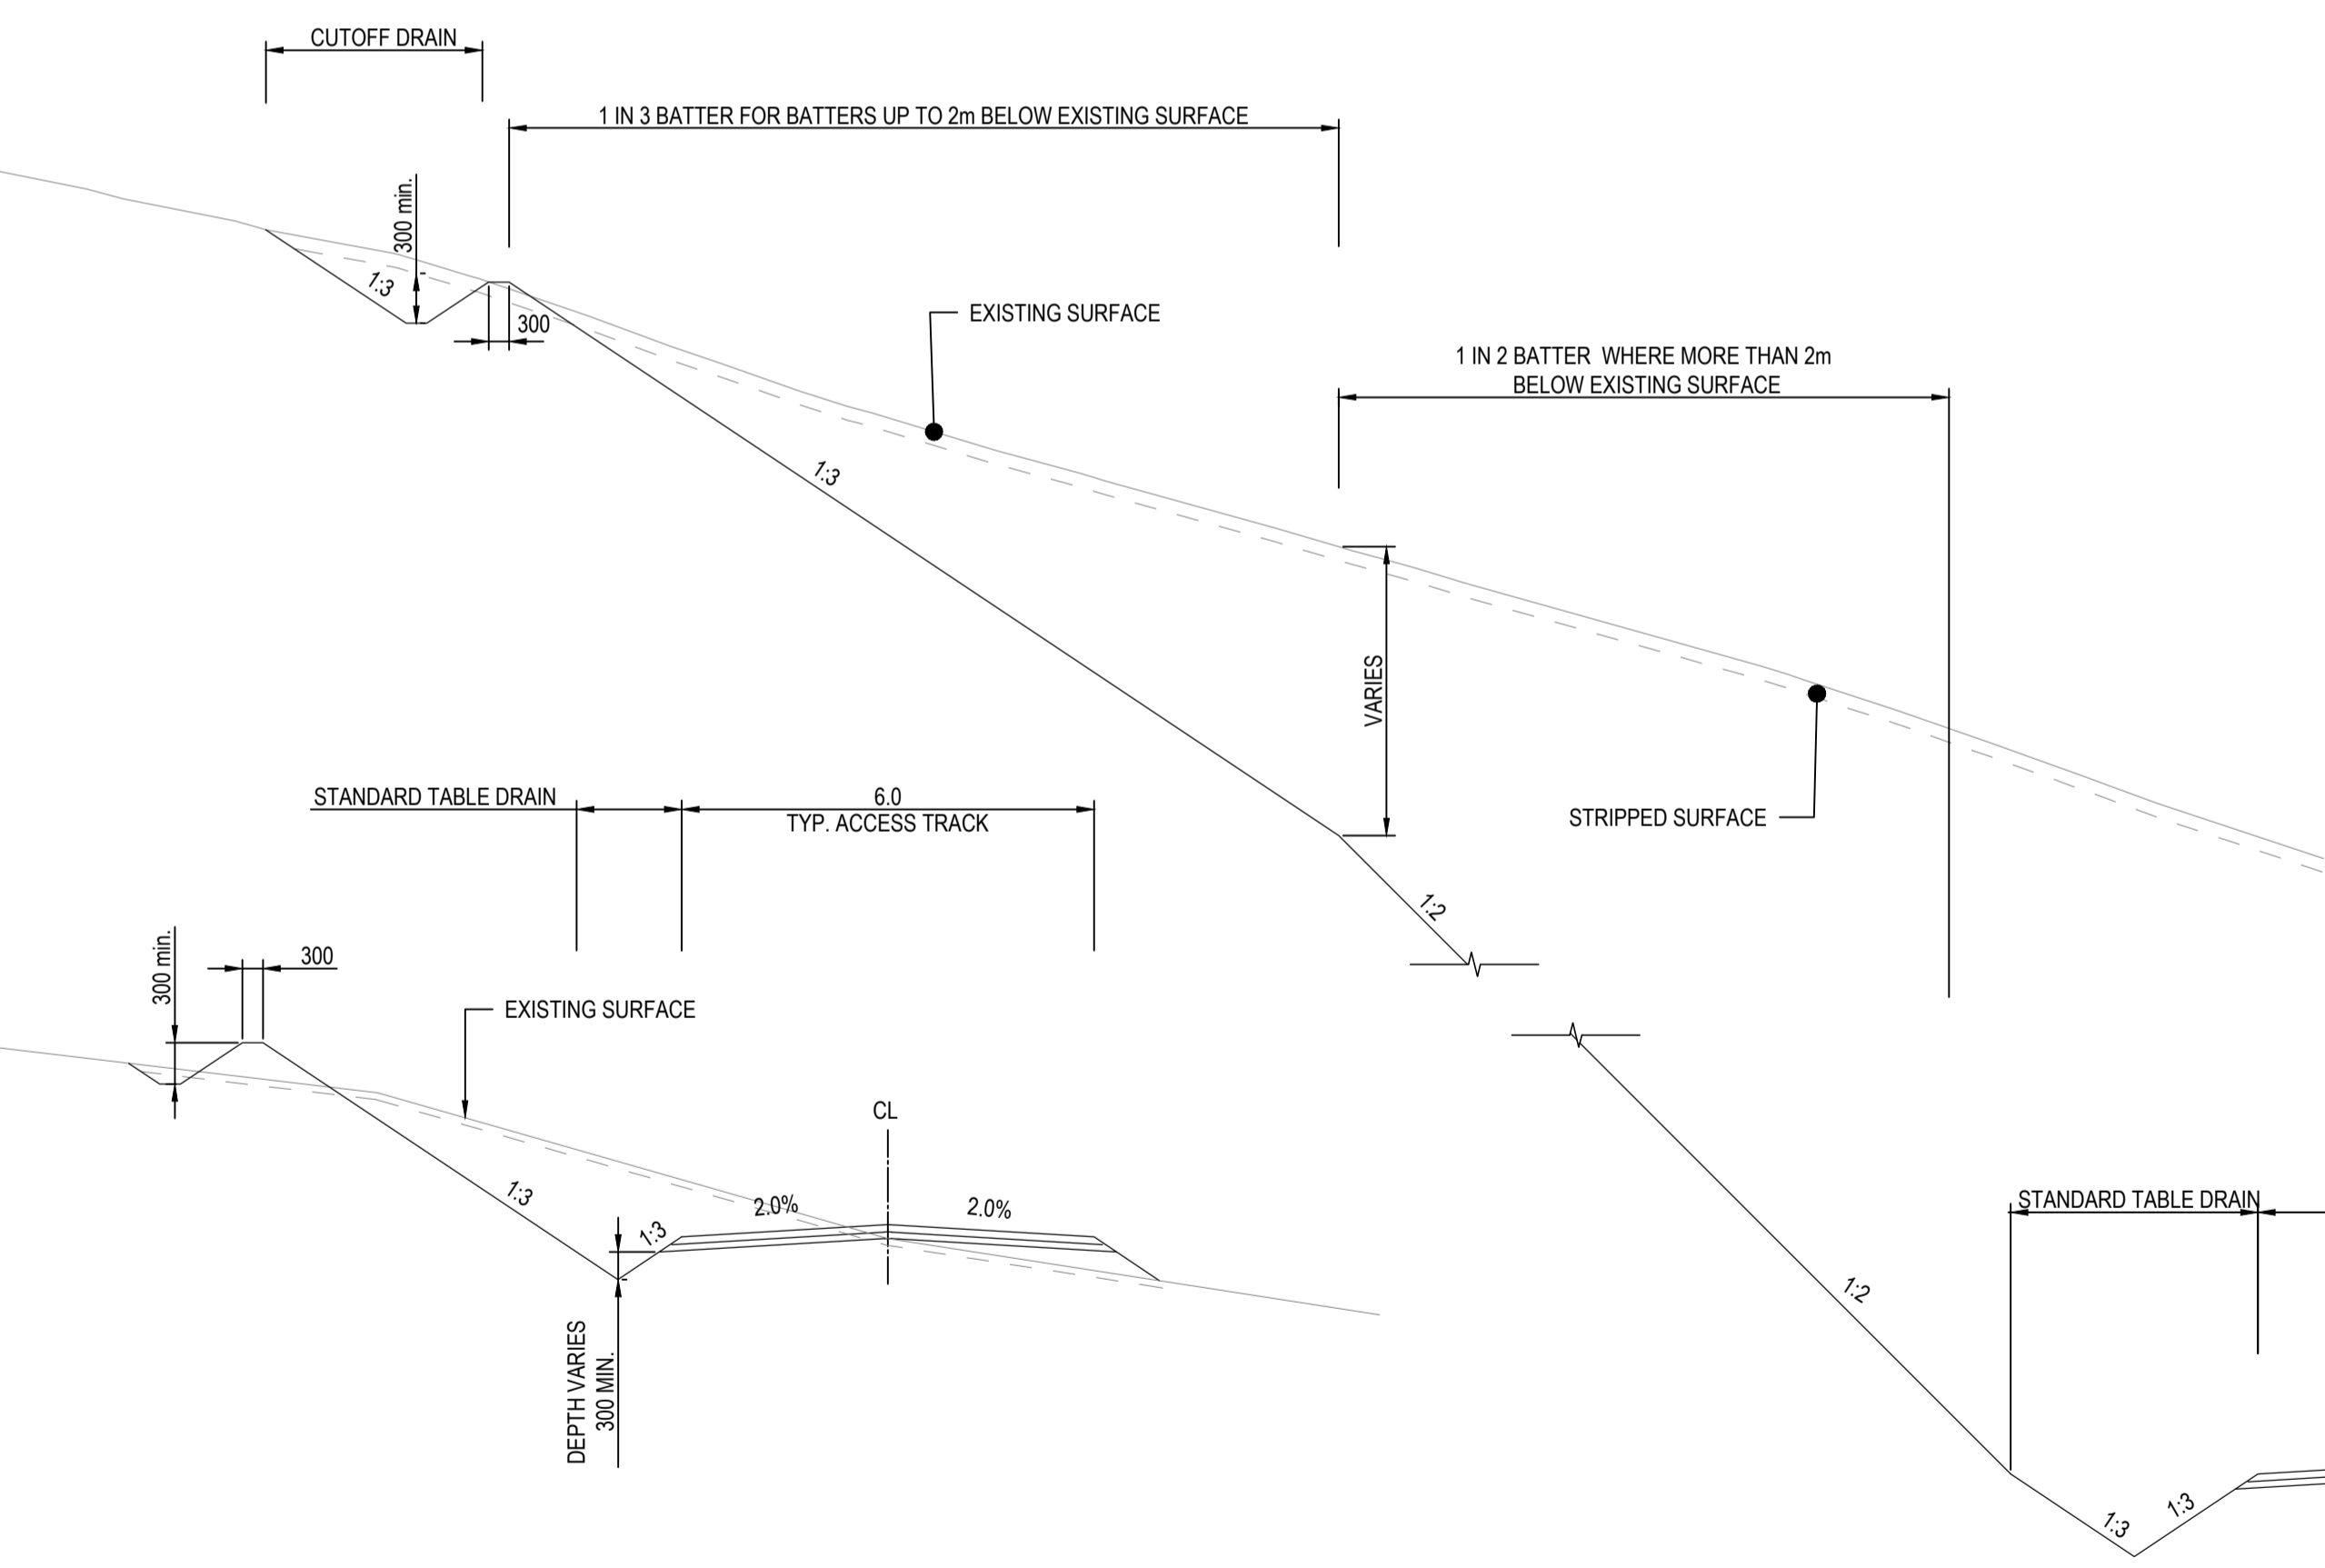 CUTOFF DRAIN
1 IN 3 BATTER FOR BATTERS UP TO 2m BELOW EXISTING SURFACE
300 min.
1:3
300
EXISTING SURFACE
1 IN 2 BATTER WHERE MORE THAN 2m
BELOW EXISTING SURFACE
1:3
VARIES
STRIPPED SURFACE
1:2
STANDARD TABLE DRAIN
6.0
TYP. ACCESS TRACK
300 min.
300
EXISTING SURFACE
CL
1:3
1:3
2.0%
2.0%
DEPTH VARIES
300 MIN.
1:2
STANDARD TABLE DRAIN
1:3
1:3